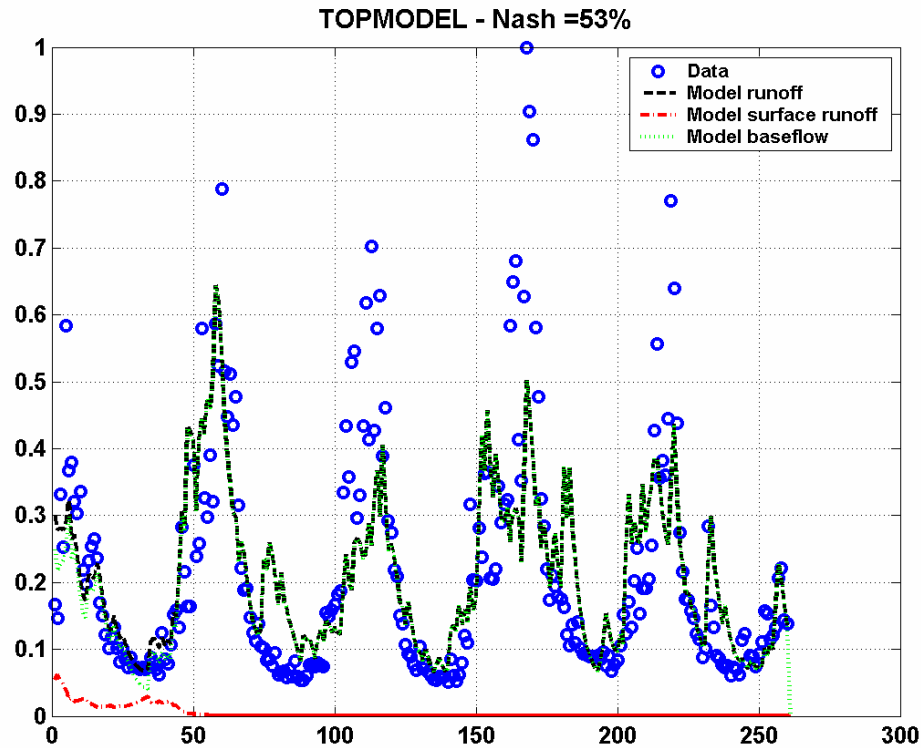 TOPMODEL - Nash =53%
1
0.9
0.8
0.7
0.6
0.5
0.4
0.3
0.2
0.1
0
Data
Model runoff
Model surface runoff
Model baseflow
0 50 100 150 200 250 300